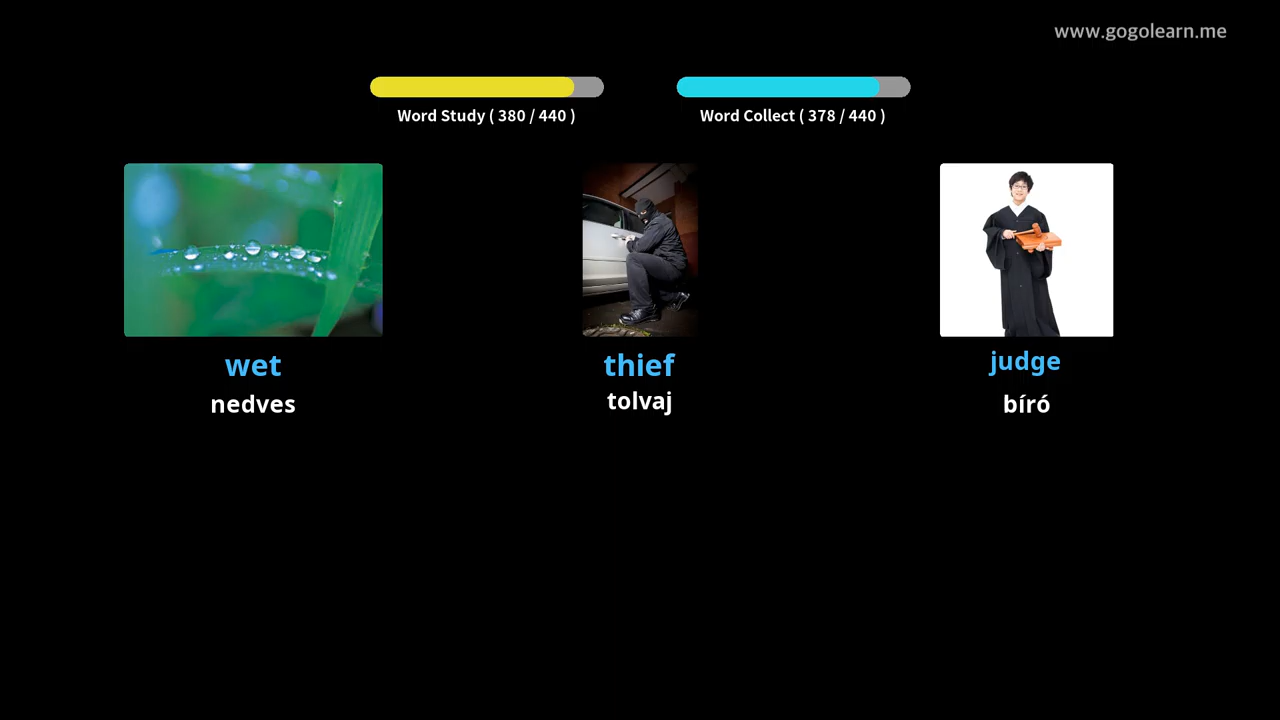 www.gogolearn.me
Word Study ( 380 / 440 )
Word Collect ( 378 / 440 )
wet
nedves
thief
tolvaj
judge
bíró